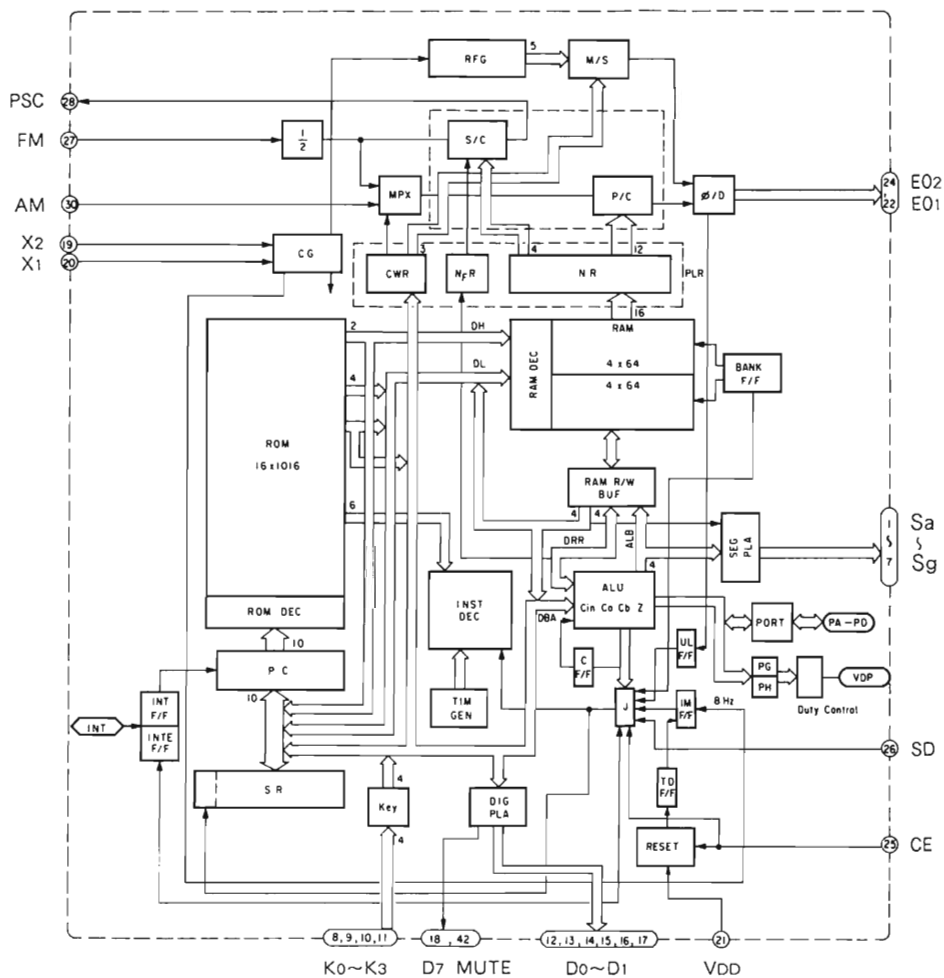 RFG
5
M/S
PSC
28
S/C
FM
27
1/2
MPX
P/C
Ø/D
24
22
EO2
EO1
AM
30
X2
19
X1
20
CG
3
4
12
CWR
NFR
NR
PLR
16
2
DH
RAM
4 x 64
4 x 64
RAM DEC
BANK
F/F
DL
4
ROM
16 x 1016
RAM R/W
BUF
6
4
4
DRR
ALB
SEG PLA
1
~
7
Sa
~
Sg
4
INST
DEC
ALU
Cin Co Cb Z
DBA
ROM DEC
10
PORT
PA-PD
UL
F/F
PC
C
F/F
PG
PH
VDP
Duty Control
10
TIM
GEN
INT
INT
F/F
INTE
F/F
J
IM
F/F
8Hz
SD
26
SR
4
Key
4
DIG
PLA
TD
F/F
RESET
CE
25
8, 9, 10, 11
18, 42
12, 13, 14, 15, 16, 17
21
K0~K3
D7 MUTE
D0~D1
VDD